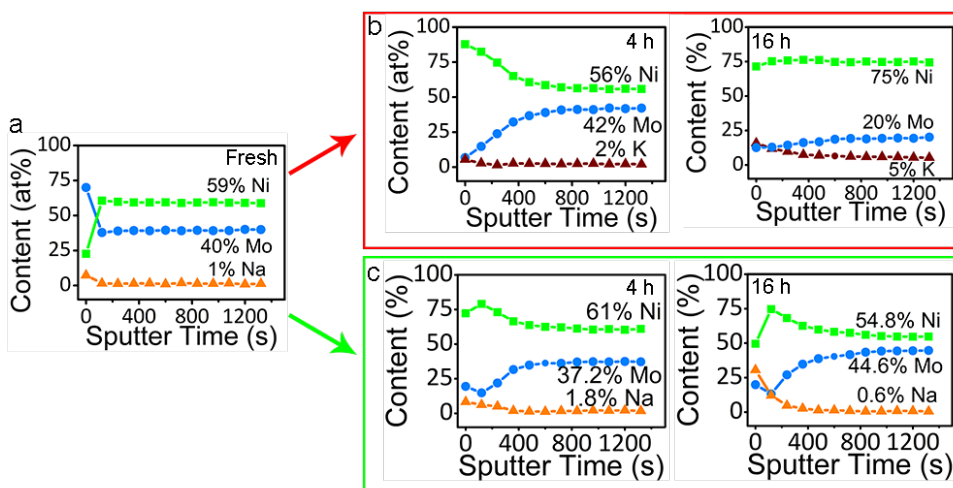 a
Content (at%)
100
75
50
25
0
Fresh
59% Ni
40% Mo
1% Na
0 400 800 1200
Sputter Time (s)
b
Content (at%)
100
75
50
25
0
4 h
56% Ni
42% Mo
2% K
0 400 800 1200
Sputter Time (s)
Content (%)
100
75
50
25
0
16 h
75% Ni
20% Mo
5% K
0 400 800 1200
Sputter Time (s)
c
Content (%)
100
75
50
25
0
4 h
61% Ni
37.2% Mo
1.8% Na
0 400 800 1200
Sputter Time (s)
Content (%)
100
75
50
25
0
16 h
54.8% Ni
44.6% Mo
0.6% Na
0 400 800 1200
Sputter Time (s)